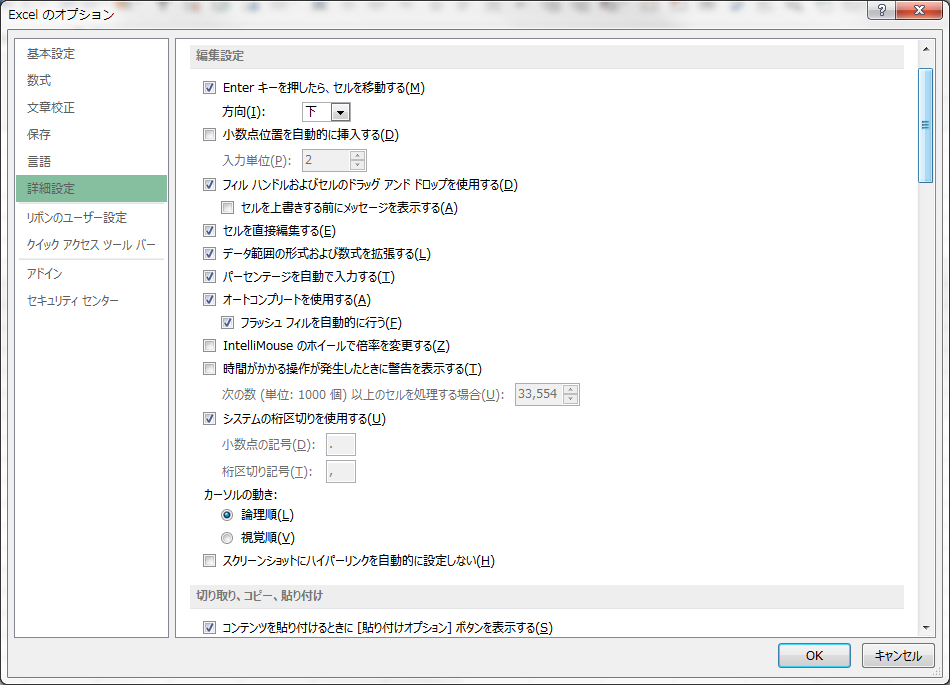 Excel のオプション
?
基本設定
数式
文章校正
保存
言語
詳細設定
リボンのユーザー設定
クイック アクセス ツール バー
アドイン
セキュリティ センター
編集設定
Enter キーを押したら、セルを移動する(M)
方向(I): 下
小数点位置を自動的に挿入する(D)
入力単位(P): 2
フィル ハンドルおよびセルのドラッグ アンド ドロップを使用する(D)
セルを上書きする前にメッセージを表示する(A)
セルを直接編集する(E)
データ範囲の形式および数式を拡張する(L)
パーセンテージを自動で入力する(T)
オートコンプリートを使用する(A)
フラッシュ フィルを自動的に行う(F)
IntelliMouse のホイールで倍率を変更する(Z)
時間がかかる操作が発生したときに警告を表示する(T)
次の数 (単位: 1000 個) 以上のセルを処理する場合(U): 33,554
システムの桁区切りを使用する(U)
小数点の記号(D): .
桁区切り記号(T): ,
カーソルの動き:
論理順(L)
視覚順(V)
スクリーンショットにハイパーリンクを自動的に設定しない(H)
切り取り、コピー、貼り付け
コンテンツを貼り付けるときに [貼り付けオプション] ボタンを表示する(S)
OK キャンセル